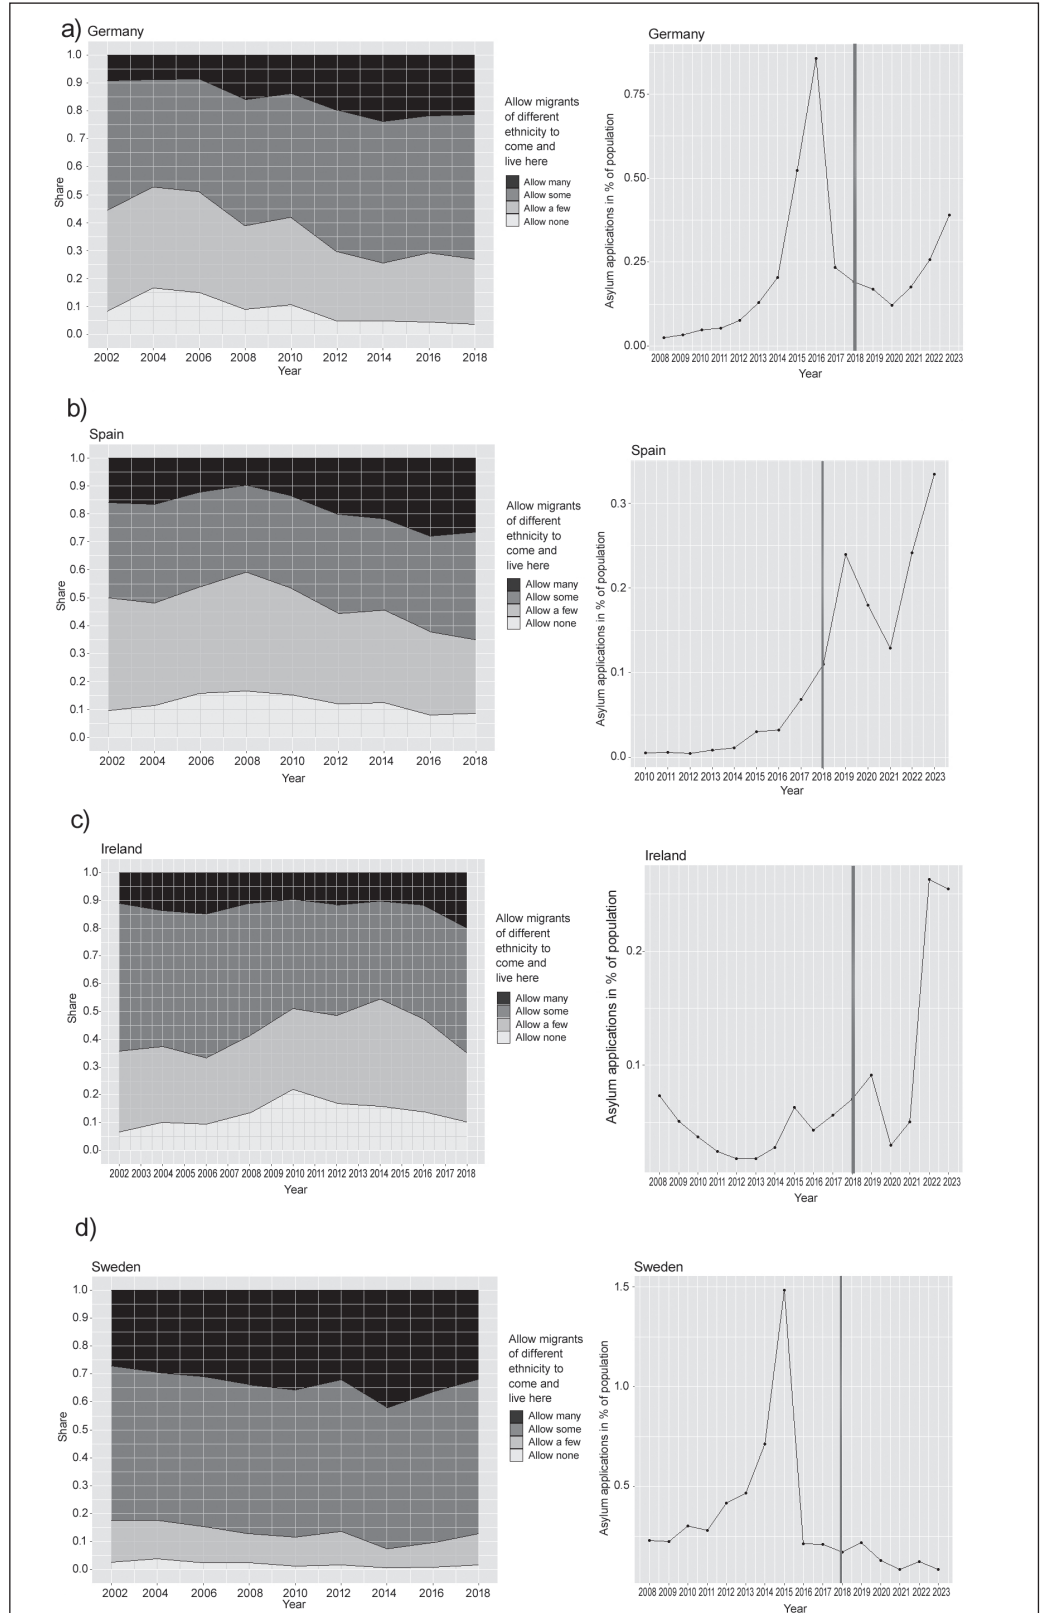 a)
Germany
1.0
0.9
0.8
0.7
0.6
0.5
0.4
0.3
0.2
0.1
0.0
Share
2002 2004 2006 2008 2010 2012 2014 2016 2018
Year
Allow migrants
of different
ethnicity to
come and
live here
Allow many
Allow some
Allow a few
Allow none
Germany
0.75
0.50
0.25
0.00
Asylum applications in % of population
2008 2009 2010 2011 2012 2013 2014 2015 2016 2017 2018 2019 2020 2021 2022 2023
Year
b)
Spain
1.0
0.9
0.8
0.7
0.6
0.5
0.4
0.3
0.2
0.1
0.0
Share
2002 2004 2006 2008 2010 2012 2014 2016 2018
Year
Allow migrants
of different
ethnicity to
come and
live here
Allow many
Allow some
Allow a few
Allow none
Spain
0.3
0.2
0.1
0.0
Asylum applications in % of population
2010 2011 2012 2013 2014 2015 2016 2017 2018 2019 2020 2021 2022 2023
Year
c)
Ireland
1.0
0.9
0.8
0.7
0.6
0.5
0.4
0.3
0.2
0.1
0.0
Share
2002 2003 2004 2005 2006 2007 2008 2009 2010 2011 2012 2013 2014 2015 2016 2017 2018
Year
Allow migrants
of different
ethnicity to
come and
live here
Allow many
Allow some
Allow a few
Allow none
Ireland
0.2
0.1
Asylum applications in % of population
2008 2009 2010 2011 2012 2013 2014 2015 2016 2017 2018 2019 2020 2021 2022 2023
Year
d)
Sweden
1.0
0.9
0.8
0.7
0.6
0.5
0.4
0.3
0.2
0.1
0.0
Share
2002 2004 2006 2008 2010 2012 2014 2016 2018
Year
Allow migrants
of different
ethnicity to
come and
live here
Allow many
Allow some
Allow a few
Allow none
Sweden
1.5
1.0
0.5
Asylum applications in % of population
2008 2009 2010 2011 2012 2013 2014 2015 2016 2017 2018 2019 2020 2021 2022 2023
Year